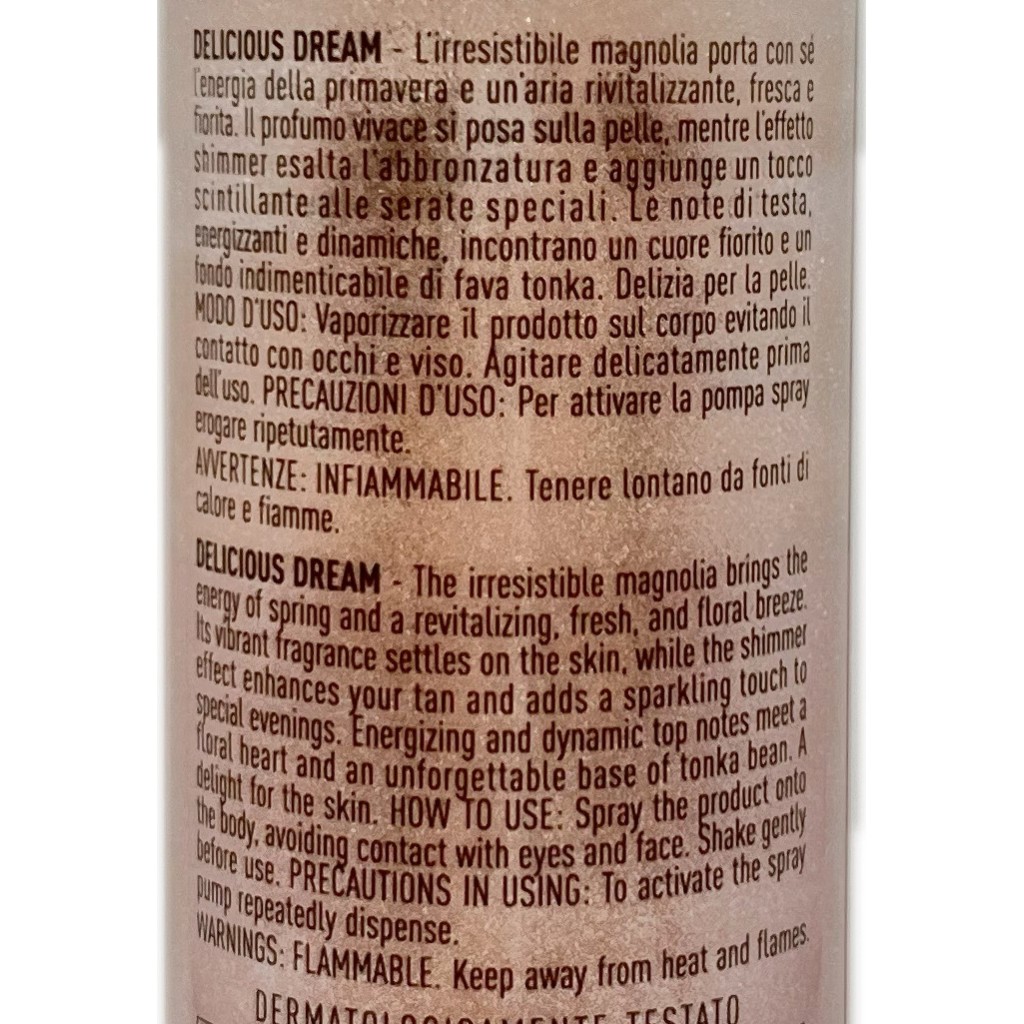 DELICIOUS DREAM - L'irresistibile magnolia porta con sé
l'energia della primavera e un'aria rivitalizzante, fresca e
fiorita. Il profumo vivace si posa sulla pelle, mentre l'effetto
shimmer esalta l'abbronzatura e aggiunge un tocco
scintillante alle serate speciali. Le note di testa,
energizzanti e dinamiche, incontrano un cuore fiorito e un
fondo indimenticabile di fava tonka. Delizia per la pelle.
MODO D'USO: Vaporizzare il prodotto sul corpo evitando il
contatto con occhi e viso. Agitare delicatamente prima
dell'uso. PRECAUZIONI D'USO: Per attivare la pompa spray
erogare ripetutamente.
AVVERTENZE: INFIAMMABILE. Tenere lontano da fonti di
calore e fiamme.
DELICIOUS DREAM - The irresistible magnolia brings the
energy of spring and a revitalizing, fresh, and floral breeze.
Its vibrant fragrance settles on the skin, while the shimmer
effect enhances your tan and adds a sparkling touch to
special evenings. Energizing and dynamic top notes meet a
floral heart and an unforgettable base of tonka bean. A
delight for the skin. HOW TO USE: Spray the product onto
the body, avoiding contact with eyes and face. Shake gently
before use. PRECAUTIONS IN USING: To activate the spray
pump repeatedly dispense.
WARNINGS: FLAMMABLE. Keep away from heat and flames.
DERMATOLOGICAMENTE TESTATO